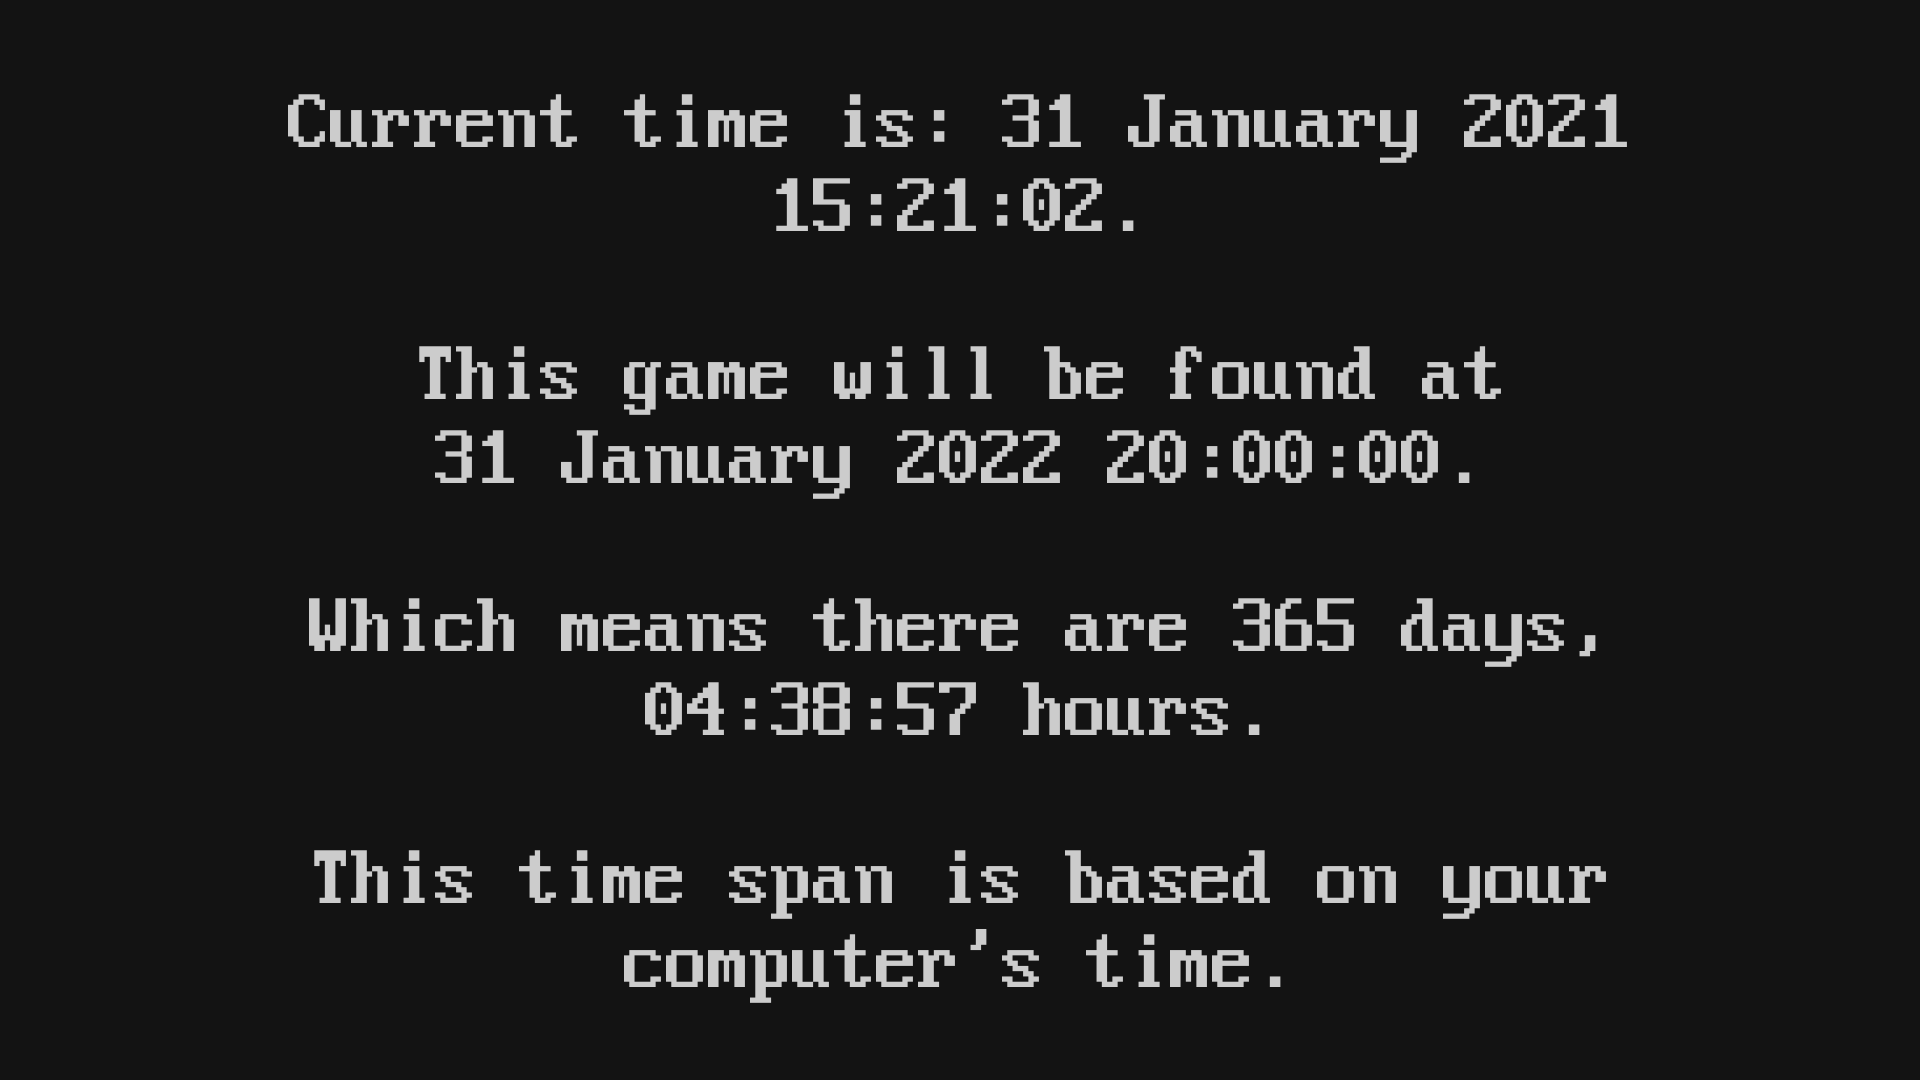 Current time is: 31 January 2021
15:21:02.
This game will be found at
31 January 2022 20:00:00.
Which means there are 365 days,
04:38:57 hours.
This time span is based on your
computer's time.